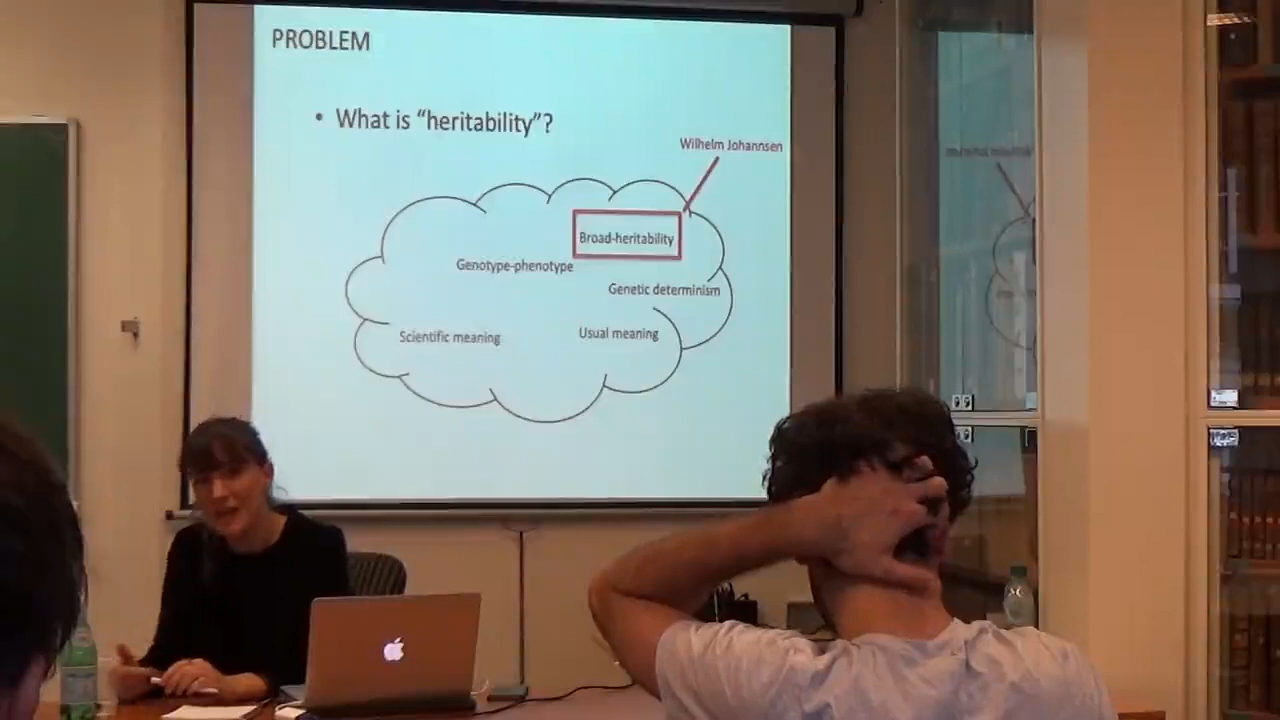 PROBLEM
• What is “heritability”?
Wilhelm Johannsen
Broad-heritability
Genotype-phenotype
Genetic determinism
Scientific meaning
Usual meaning